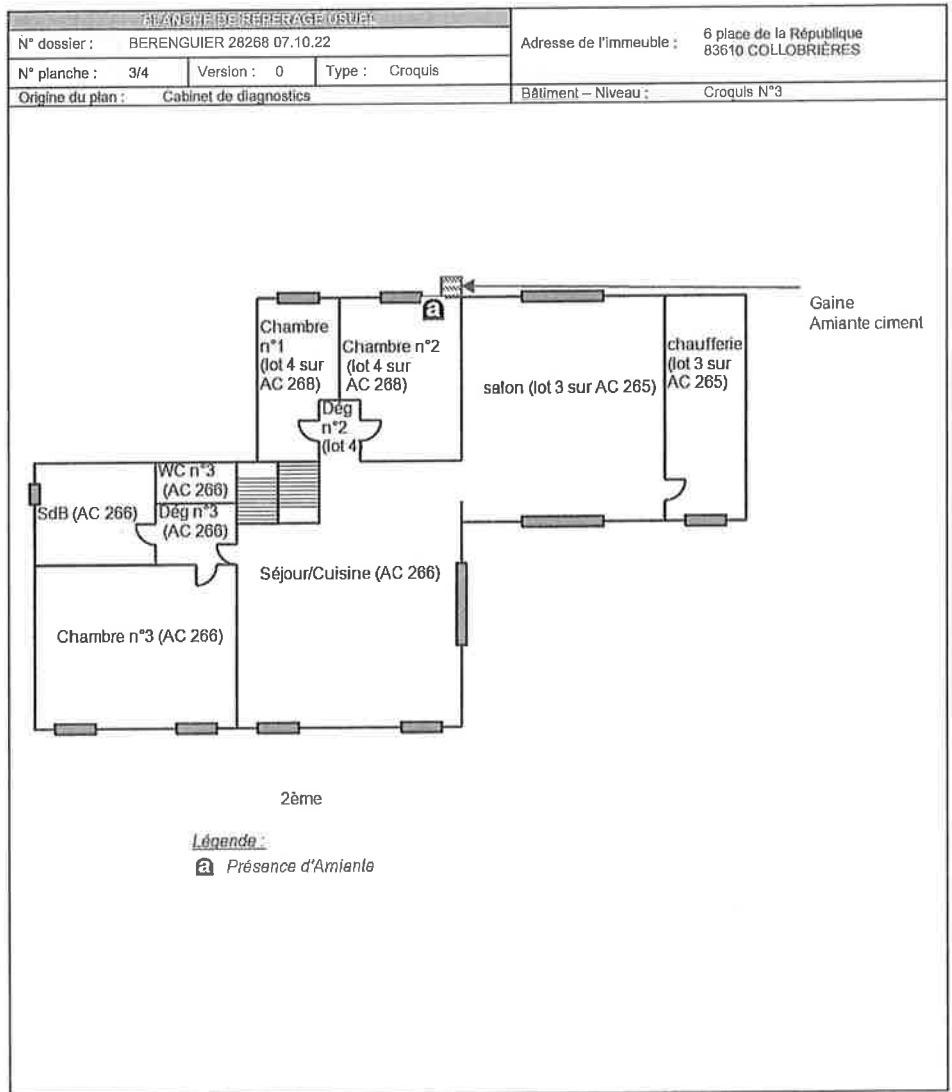 PLANCHE DE REPERAGE USUEL
N° dossier : BERENGUIER 28268 07.10.22
Adresse de l'immeuble : 6 place de la République
83610 COLLOBRIÈRES
N° planche : 3/4 Version : 0 Type : Croquis
Origine du plan : Cabinet de diagnostics
Bâtiment – Niveau : Croquis N°3
Gaine
Amiante ciment
a
Chambre
n°1
(lot 4 sur
AC 268)
Chambre n°2
(lot 4 sur
AC 268)
salon (lot 3 sur AC 265)
chaufferie
(lot 3 sur
AC 265)
Dég
n°2
(lot 4)
WC n°3
(AC 266)
SdB (AC 266)
Dég n°3
(AC 266)
Séjour/Cuisine (AC 266)
Chambre n°3 (AC 266)
2ème
Légende :
a Présence d'Amiante